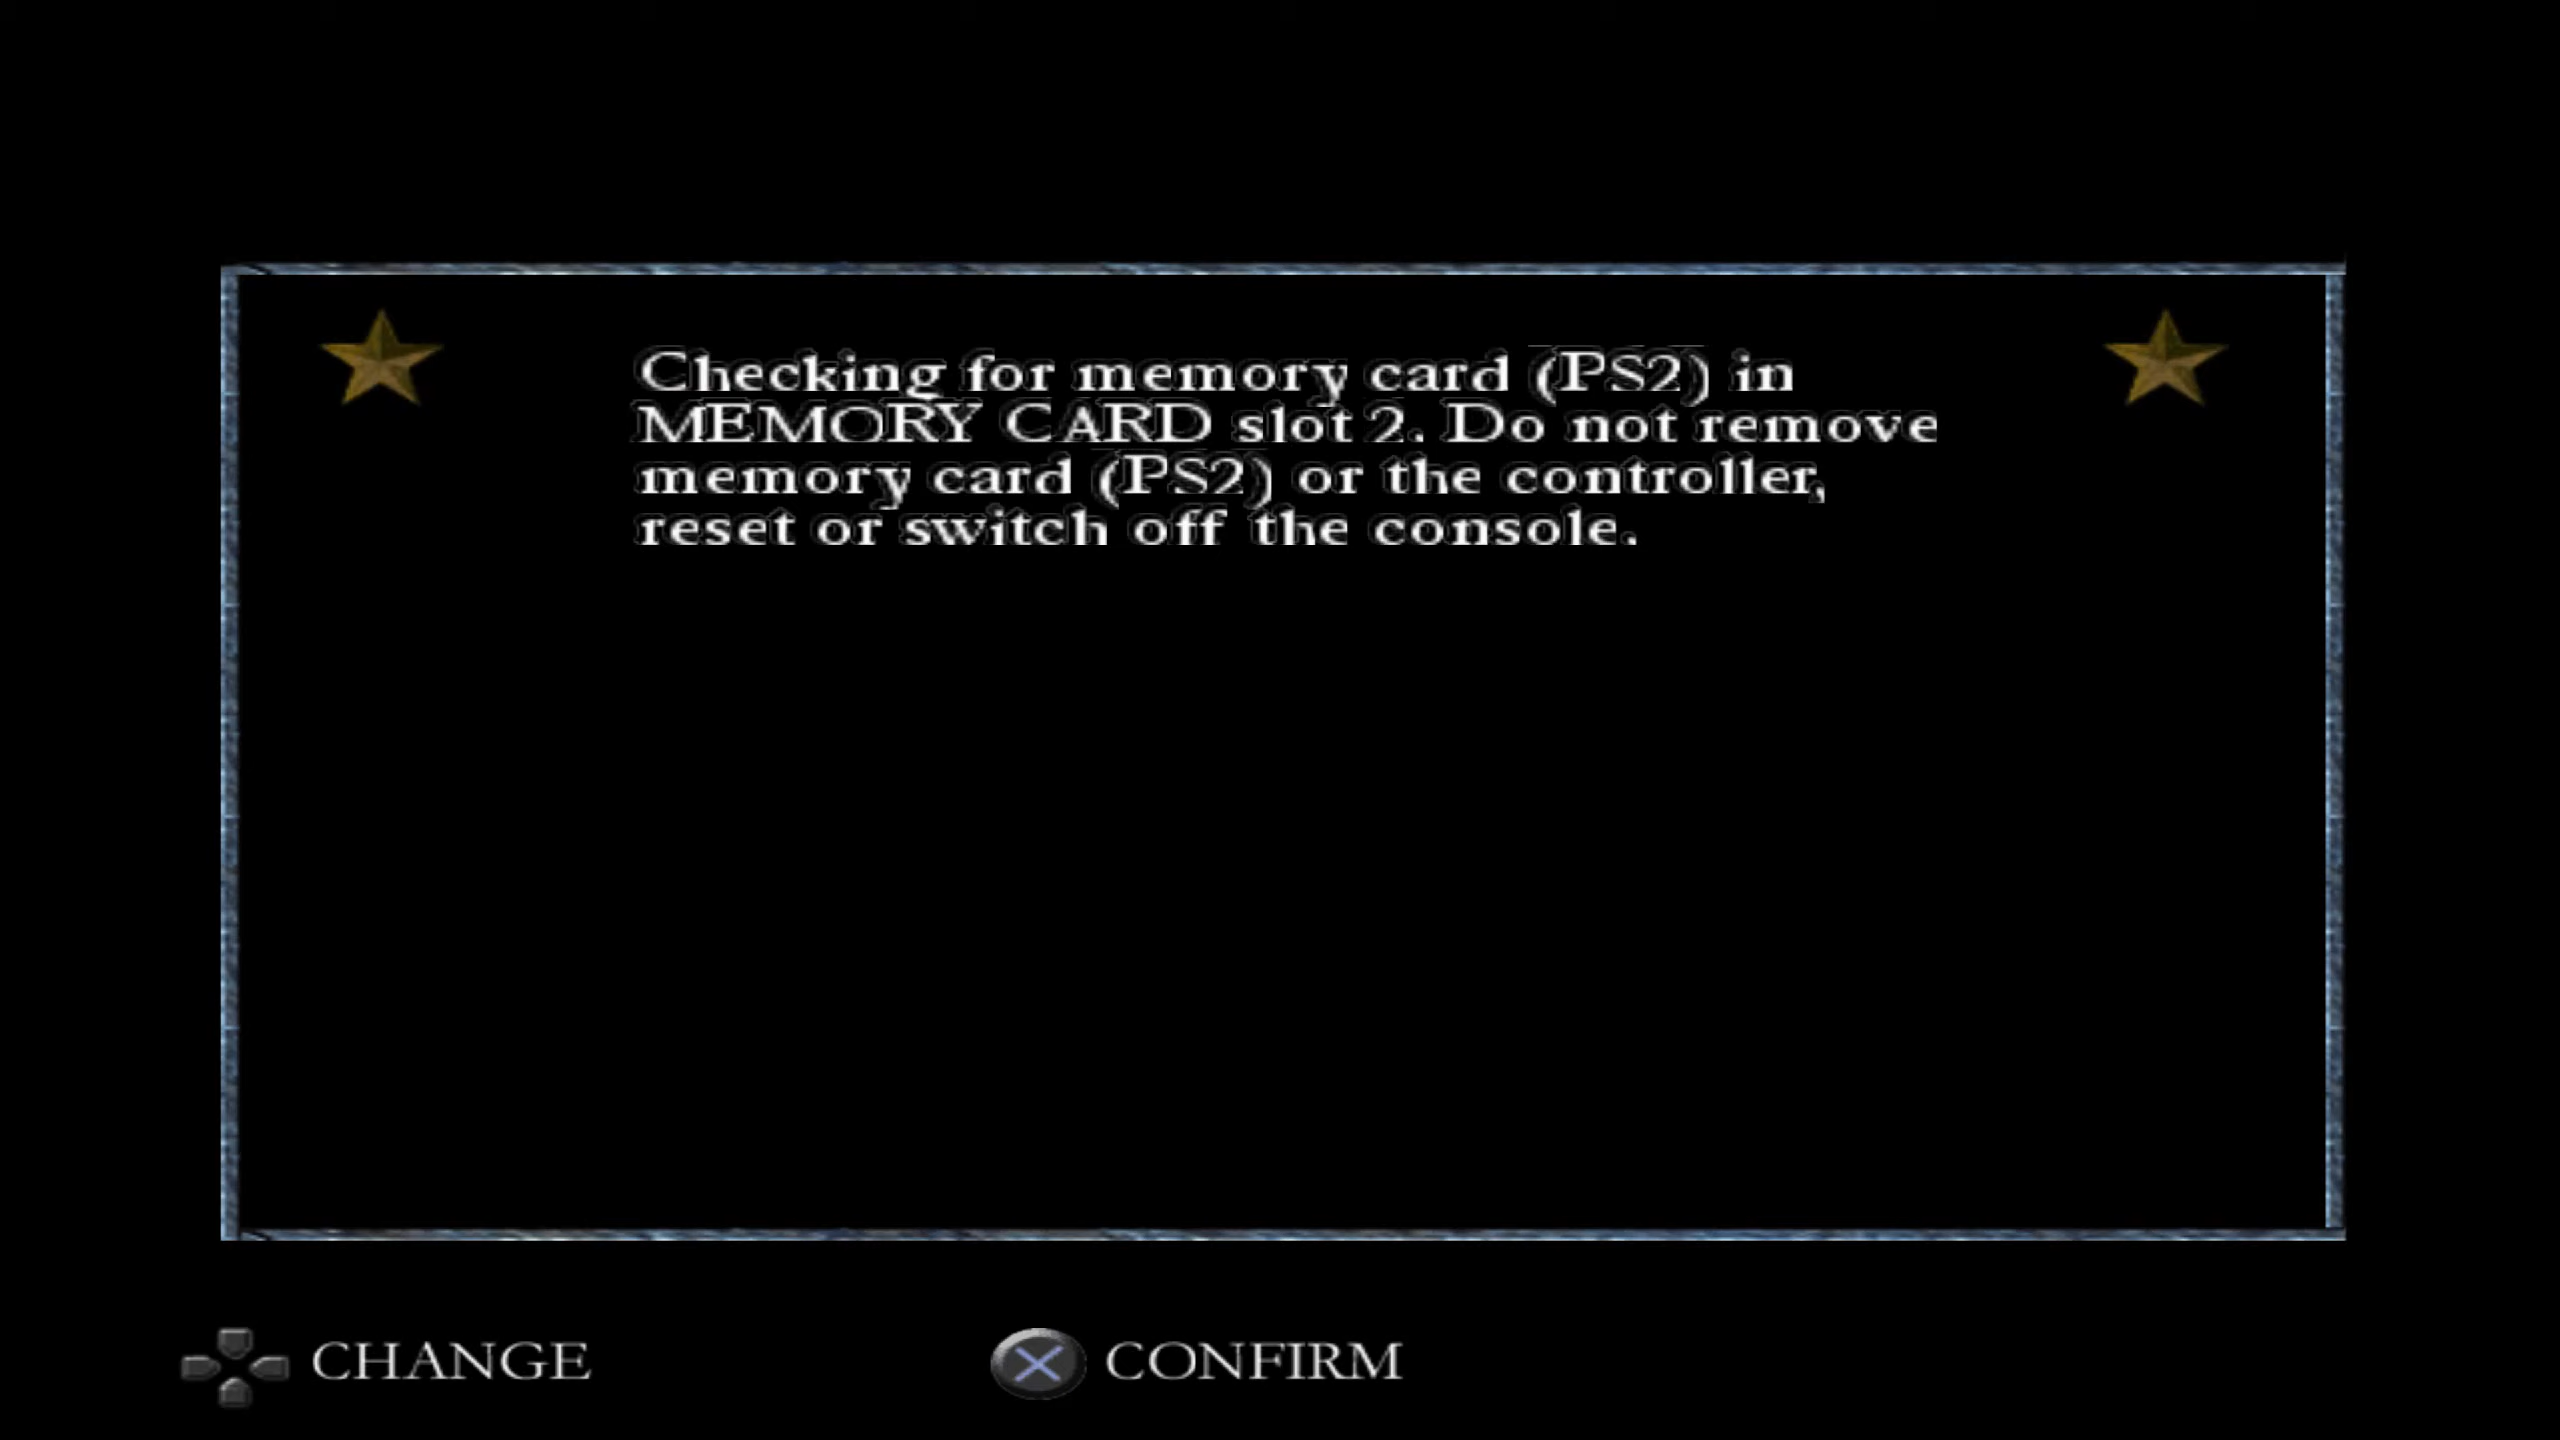 Checking for memory card (PS2) in
MEMORY CARD slot 2. Do not remove
memory card (PS2) or the controller,
reset or switch off the console.
CHANGE
CONFIRM